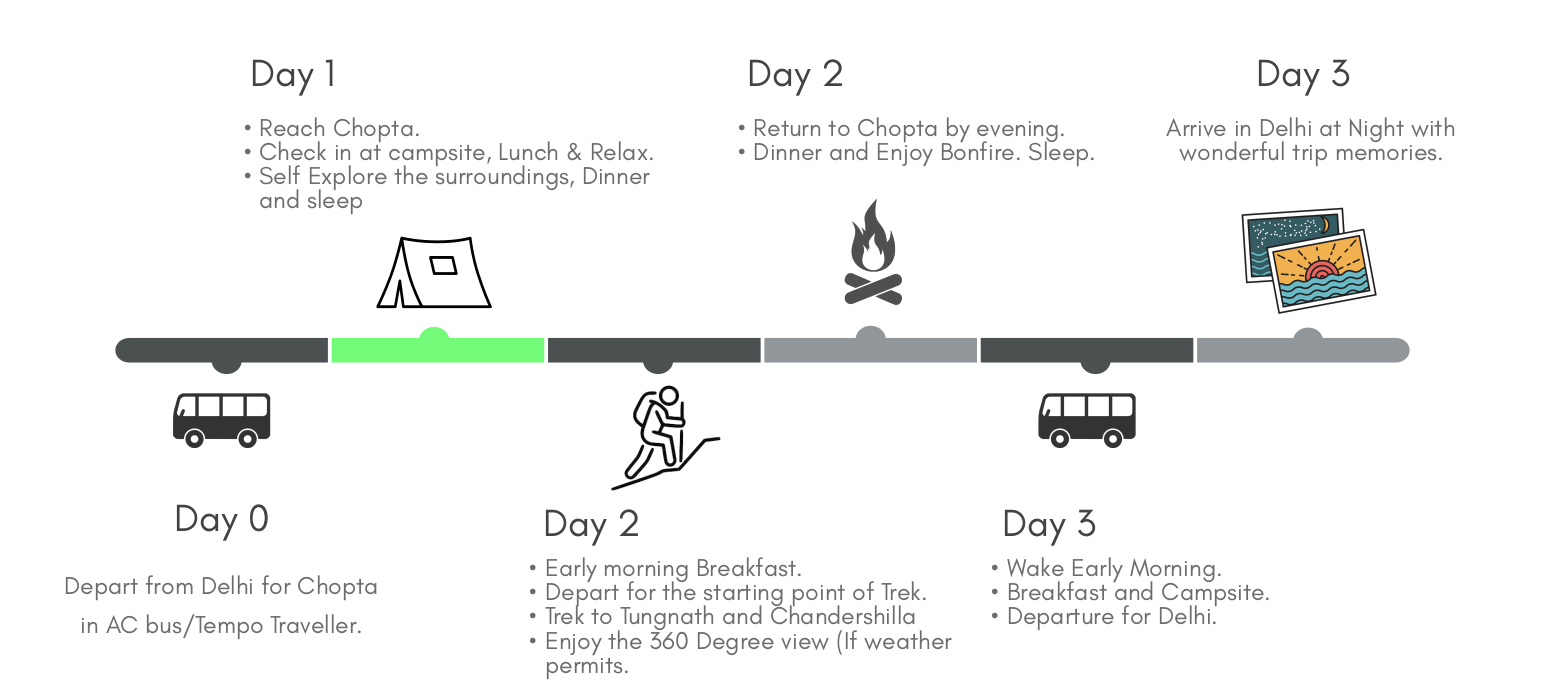 Day 1
• Reach Chopta.
• Check in at campsite, Lunch & Relax.
• Self Explore the surroundings, Dinner
and sleep
Day 2
• Return to Chopta by evening.
• Dinner and Enjoy Bonfire. Sleep.
Day 3
Arrive in Delhi at Night with
wonderful trip memories.
Day 0
Depart from Delhi for Chopta
in AC bus/Tempo Traveller.
Day 2
• Early morning Breakfast.
• Depart for the starting point of Trek.
• Trek to Tungnath and Chandershilla
• Enjoy the 360 Degree view (If weather
permits.
Day 3
• Wake Early Morning.
• Breakfast and Campsite.
• Departure for Delhi.